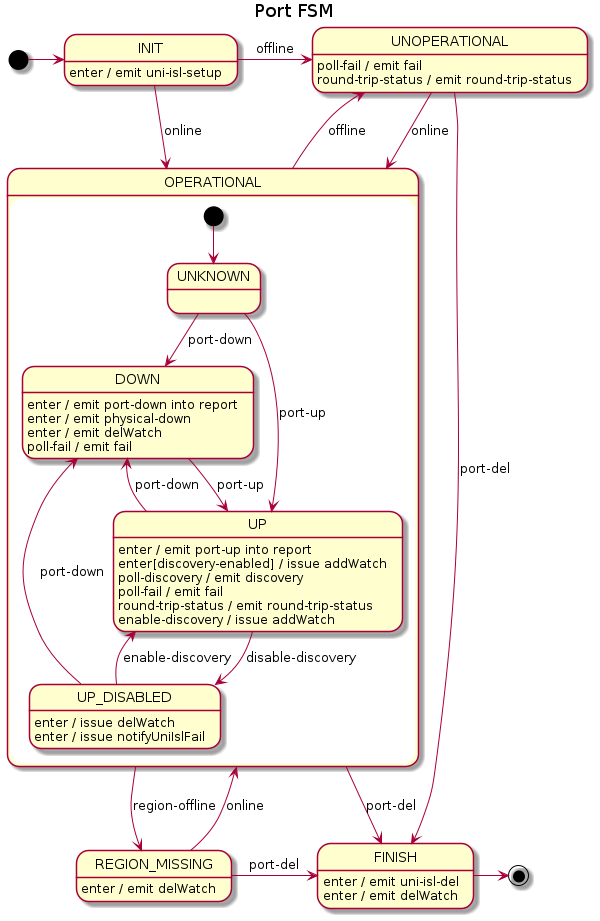 Port FSM
INIT
enter / emit uni-isl-setup
offline
UNOPERATIONAL
poll-fail / emit fail
round-trip-status / emit round-trip-status
online
offline
online
OPERATIONAL
UNKNOWN
port-down
DOWN
enter / emit port-down into report
enter / emit physical-down
enter / emit delWatch
poll-fail / emit fail
port-up
port-down
port-up
port-del
UP
enter / emit port-up into report
enter[discovery-enabled] / issue addWatch
poll-discovery / emit discovery
poll-fail / emit fail
round-trip-status / emit round-trip-status
enable-discovery / issue addWatch
port-down
enable-discovery
disable-discovery
UP_DISABLED
enter / issue delWatch
enter / issue notifyUniIslFail
region-offline
online
port-del
REGION_MISSING
enter / emit delWatch
port-del
FINISH
enter / emit uni-isl-del
enter / emit delWatch